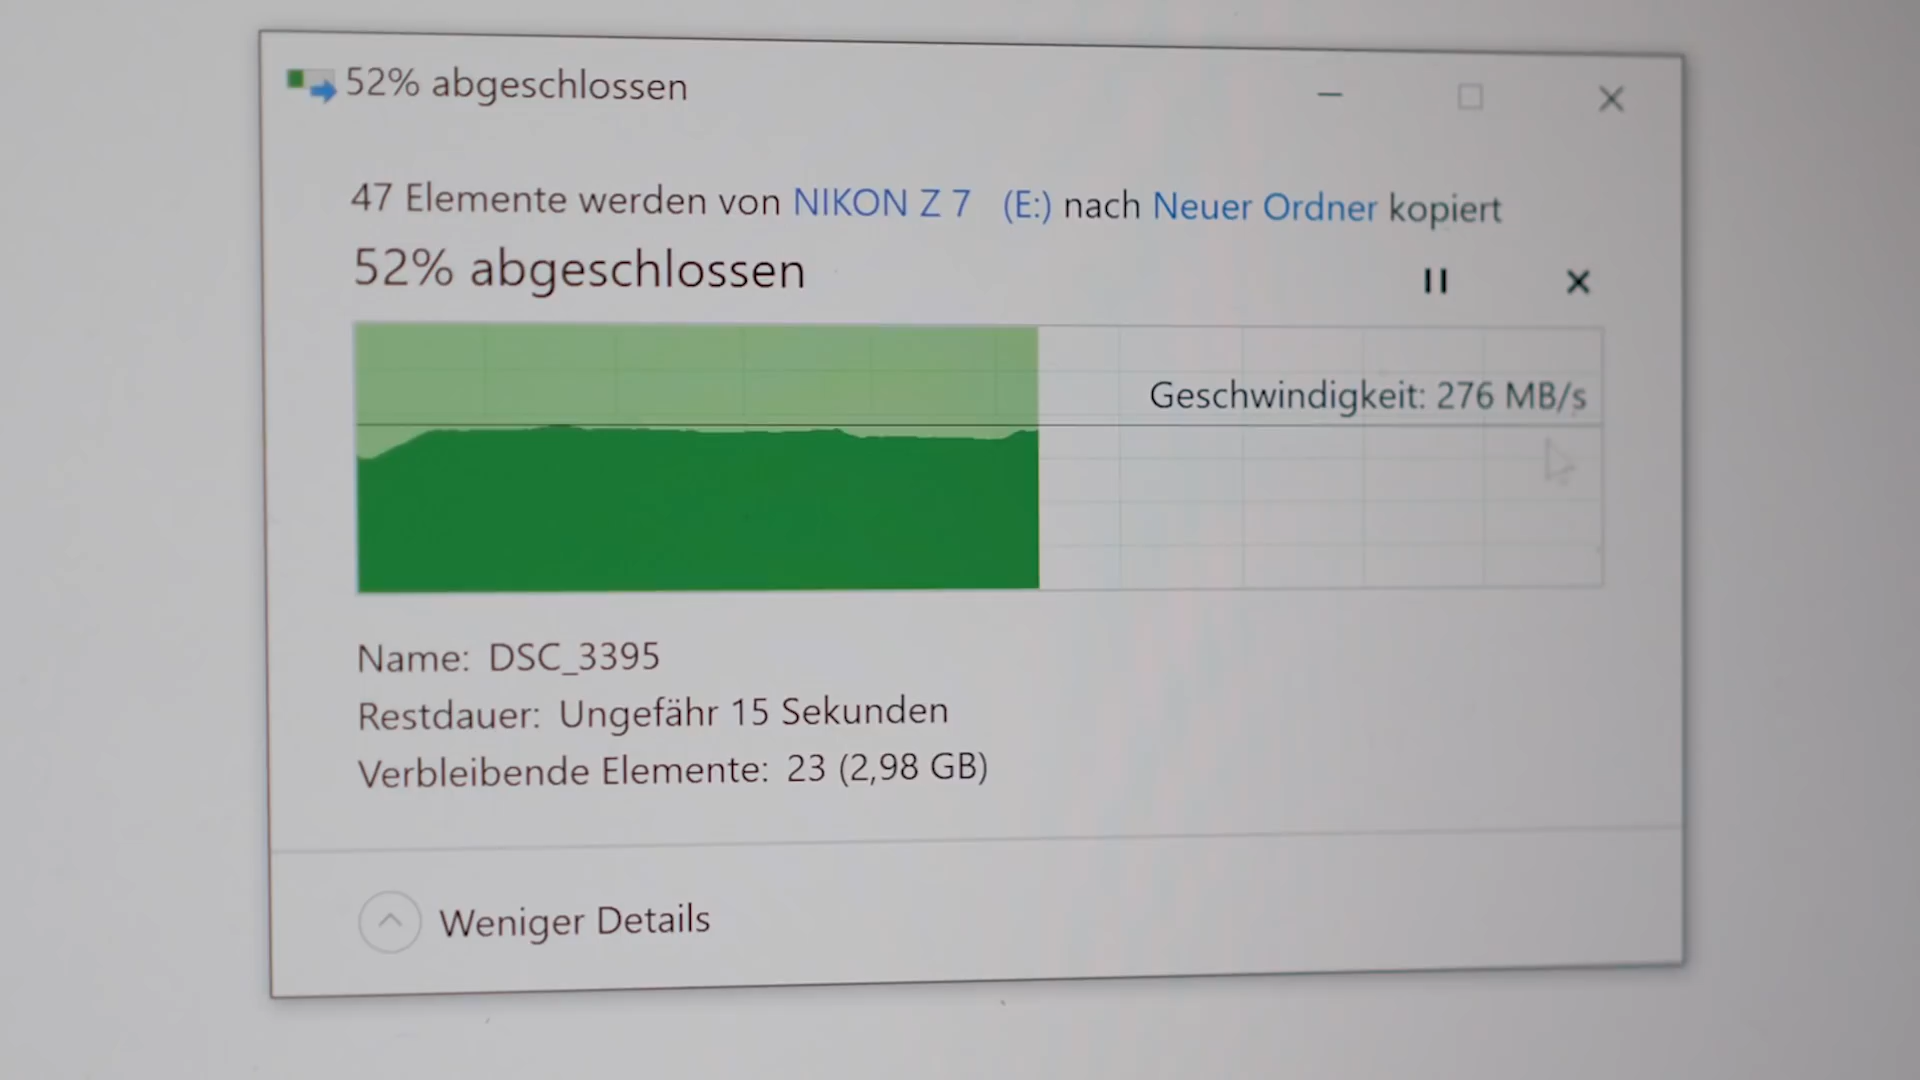 52% abgeschlossen
47 Elemente werden von NIKON Z 7 (E:) nach Neuer Ordner kopiert
52% abgeschlossen
Geschwindigkeit: 276 MB/s
Name: DSC_3395
Restdauer: Ungefähr 15 Sekunden
Verbleibende Elemente: 23 (2,98 GB)
Weniger Details